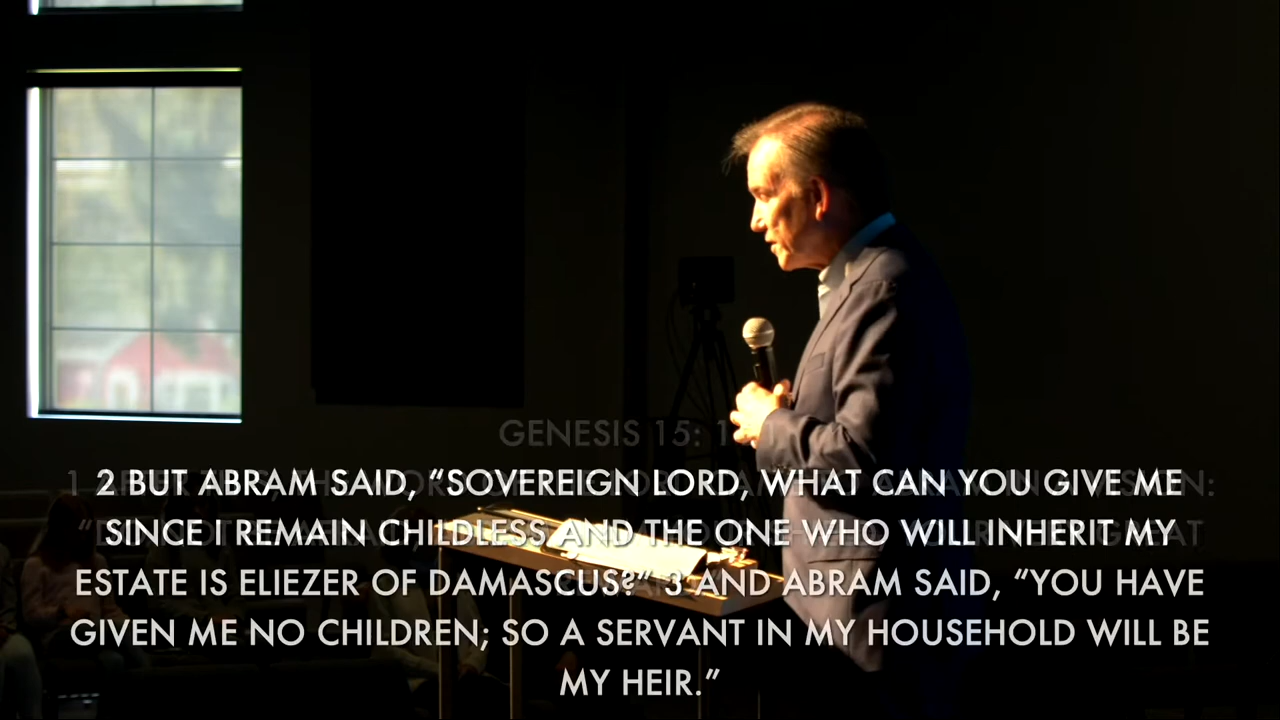 GENESIS 15: 1
2 BUT ABRAM SAID, “SOVEREIGN LORD, WHAT CAN YOU GIVE ME
SINCE I REMAIN CHILDLESS AND THE ONE WHO WILL INHERIT MY
ESTATE IS ELIEZER OF DAMASCUS?” 3 AND ABRAM SAID, “YOU HAVE
GIVEN ME NO CHILDREN; SO A SERVANT IN MY HOUSEHOLD WILL BE
MY HEIR.”